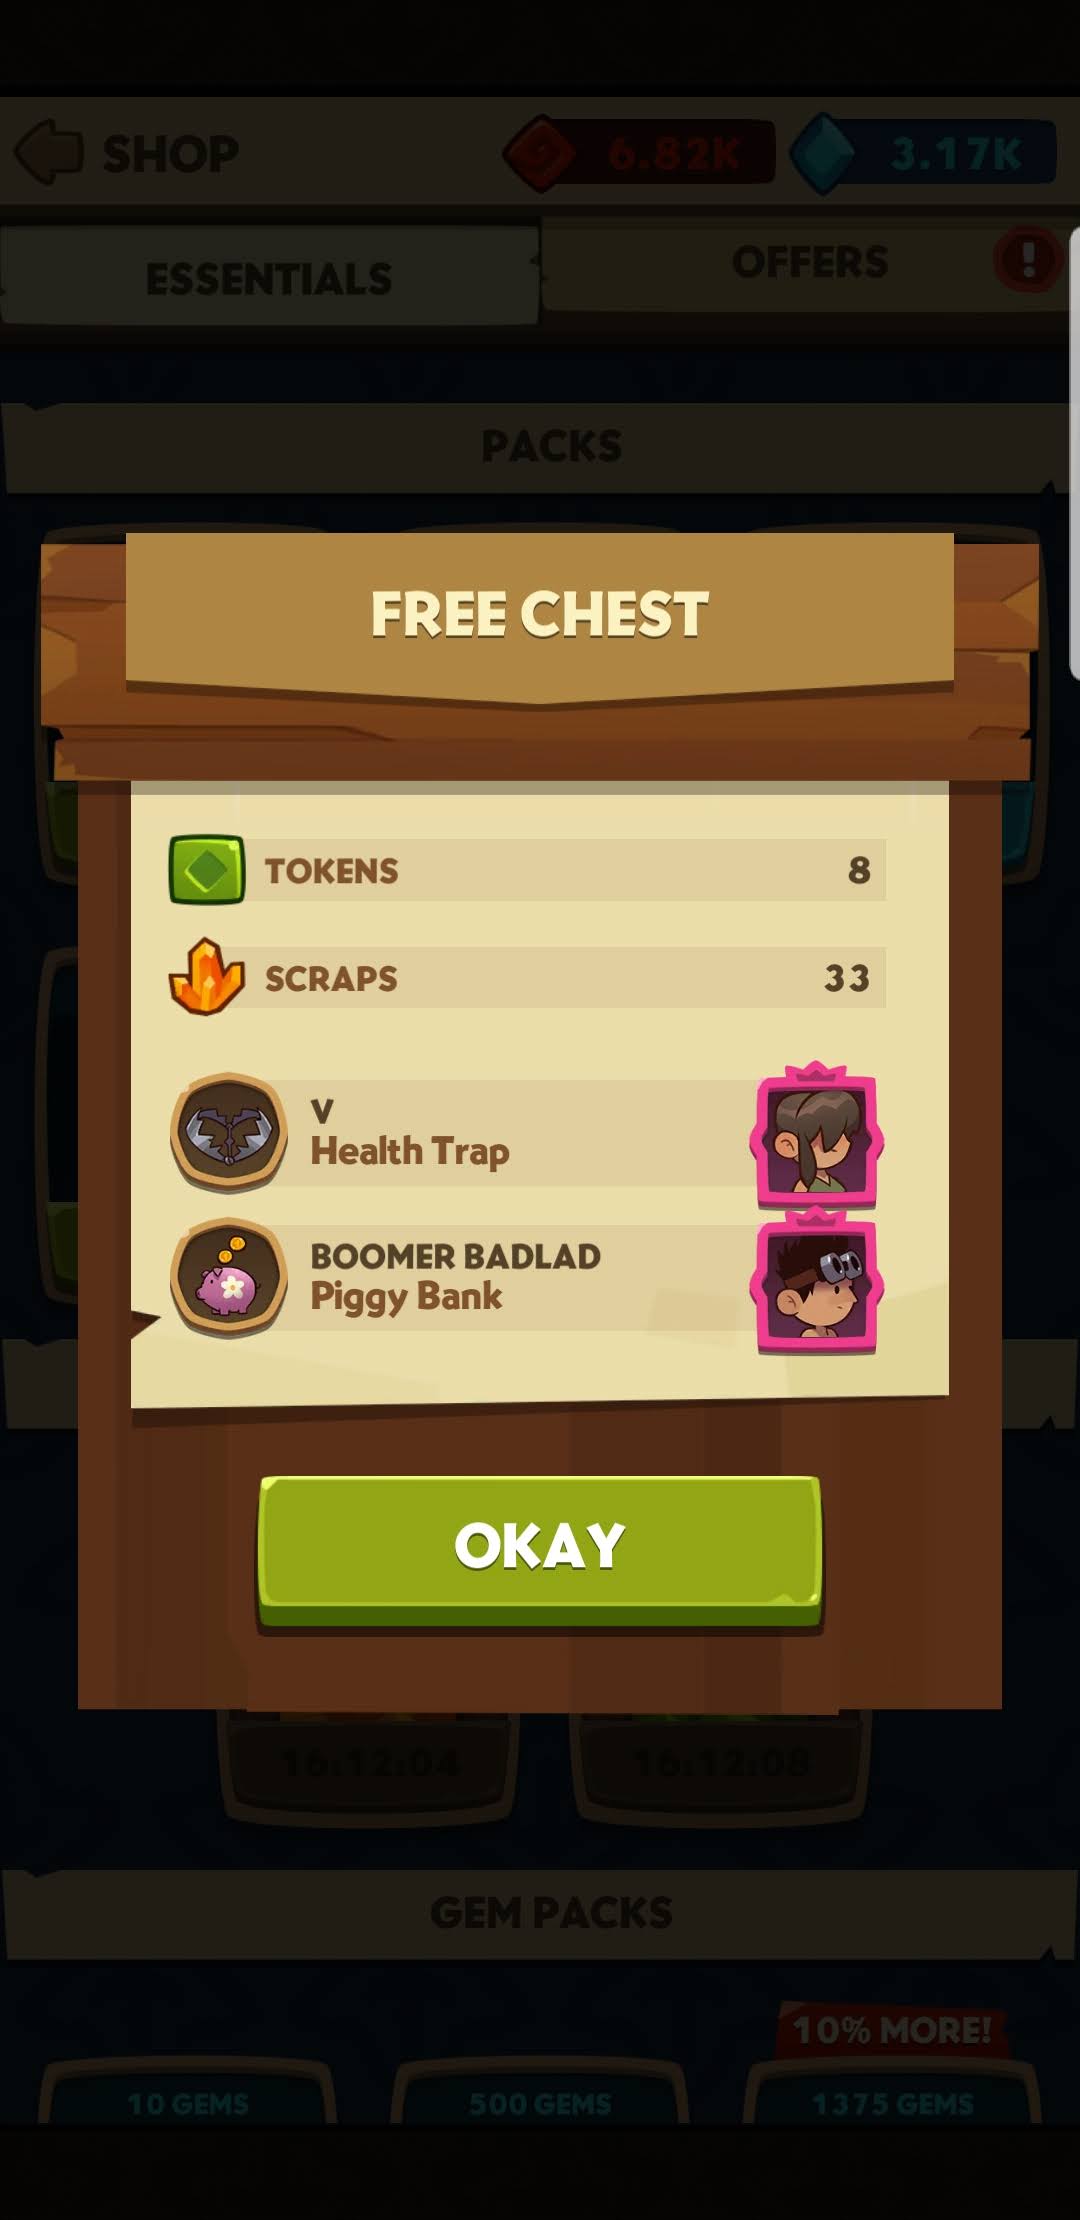 SHOP
6.82K
3.17K
ESSENTIALS
OFFERS
!
PACKS
FREE CHEST
TOKENS
8
SCRAPS
33
V
Health Trap
BOOMER BADLAD
Piggy Bank
OKAY
16:12:04
16:12:08
GEM PACKS
10% MORE!
10 GEMS
500 GEMS
1375 GEMS